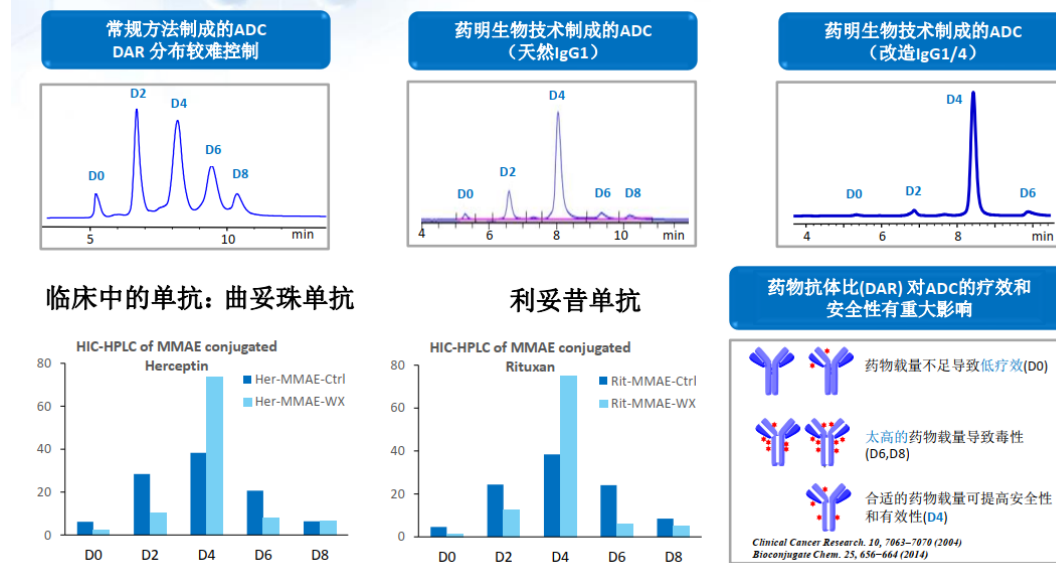 常规方法制成的ADC
DAR 分布较难控制
药明生物技术制成的ADC
（天然IgG1）
药明生物技术制成的ADC
（改造IgG1/4）
D0
D2
D4
D6
D8
5
10
min
D0
D2
D4
D6
D8
4
6
8
10
min
D0
D2
D4
D6
4
6
8
临床中的单抗：曲妥珠单抗
利妥昔单抗
药物抗体比(DAR) 对ADC的疗效和
安全性有重大影响
HIC-HPLC of MMAE conjugated
Herceptin
Her-MMAE-Ctrl
Her-MMAE-WX
80
60
40
20
0
D0 D2 D4 D6 D8
HIC-HPLC of MMAE conjugated
Rituxan
Rit-MMAE-Ctrl
Rit-MMAE-WX
80
60
40
20
0
D0 D2 D4 D6 D8
药物载量不足导致低疗效(D0)
太高的药物载量导致毒性
(D6,D8)
合适的药物载量可提高安全性
和有效性(D4)
Clinical Cancer Research. 10, 7063–7070 (2004)
Bioconjugate Chem. 25, 656−664 (2014)